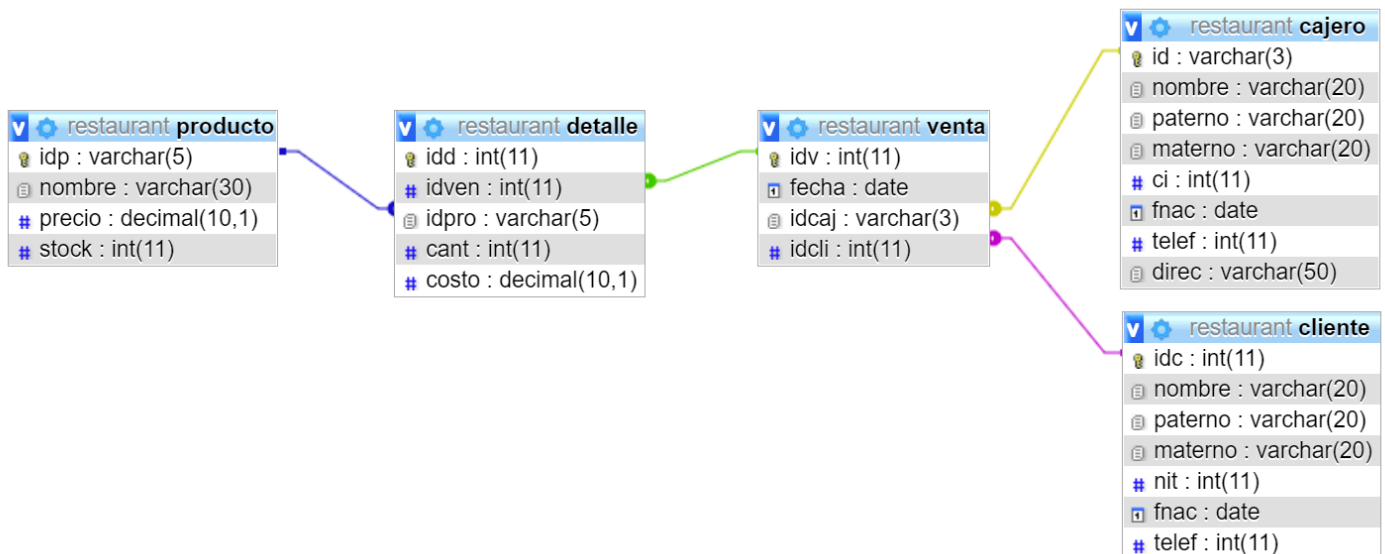 restaurant producto
idp : varchar(5)
nombre : varchar(30)
precio : decimal(10,1)
stock : int(11)
restaurant detalle
idd : int(11)
idven : int(11)
idpro : varchar(5)
cant : int(11)
costo : decimal(10,1)
restaurant venta
idv : int(11)
fecha : date
idcaj : varchar(3)
idcli : int(11)
restaurant cajero
id : varchar(3)
nombre : varchar(20)
paterno : varchar(20)
materno : varchar(20)
ci : int(11)
fnac : date
telef : int(11)
direc : varchar(50)
restaurant cliente
idc : int(11)
nombre : varchar(20)
paterno : varchar(20)
materno : varchar(20)
nit : int(11)
fnac : date
telef : int(11)